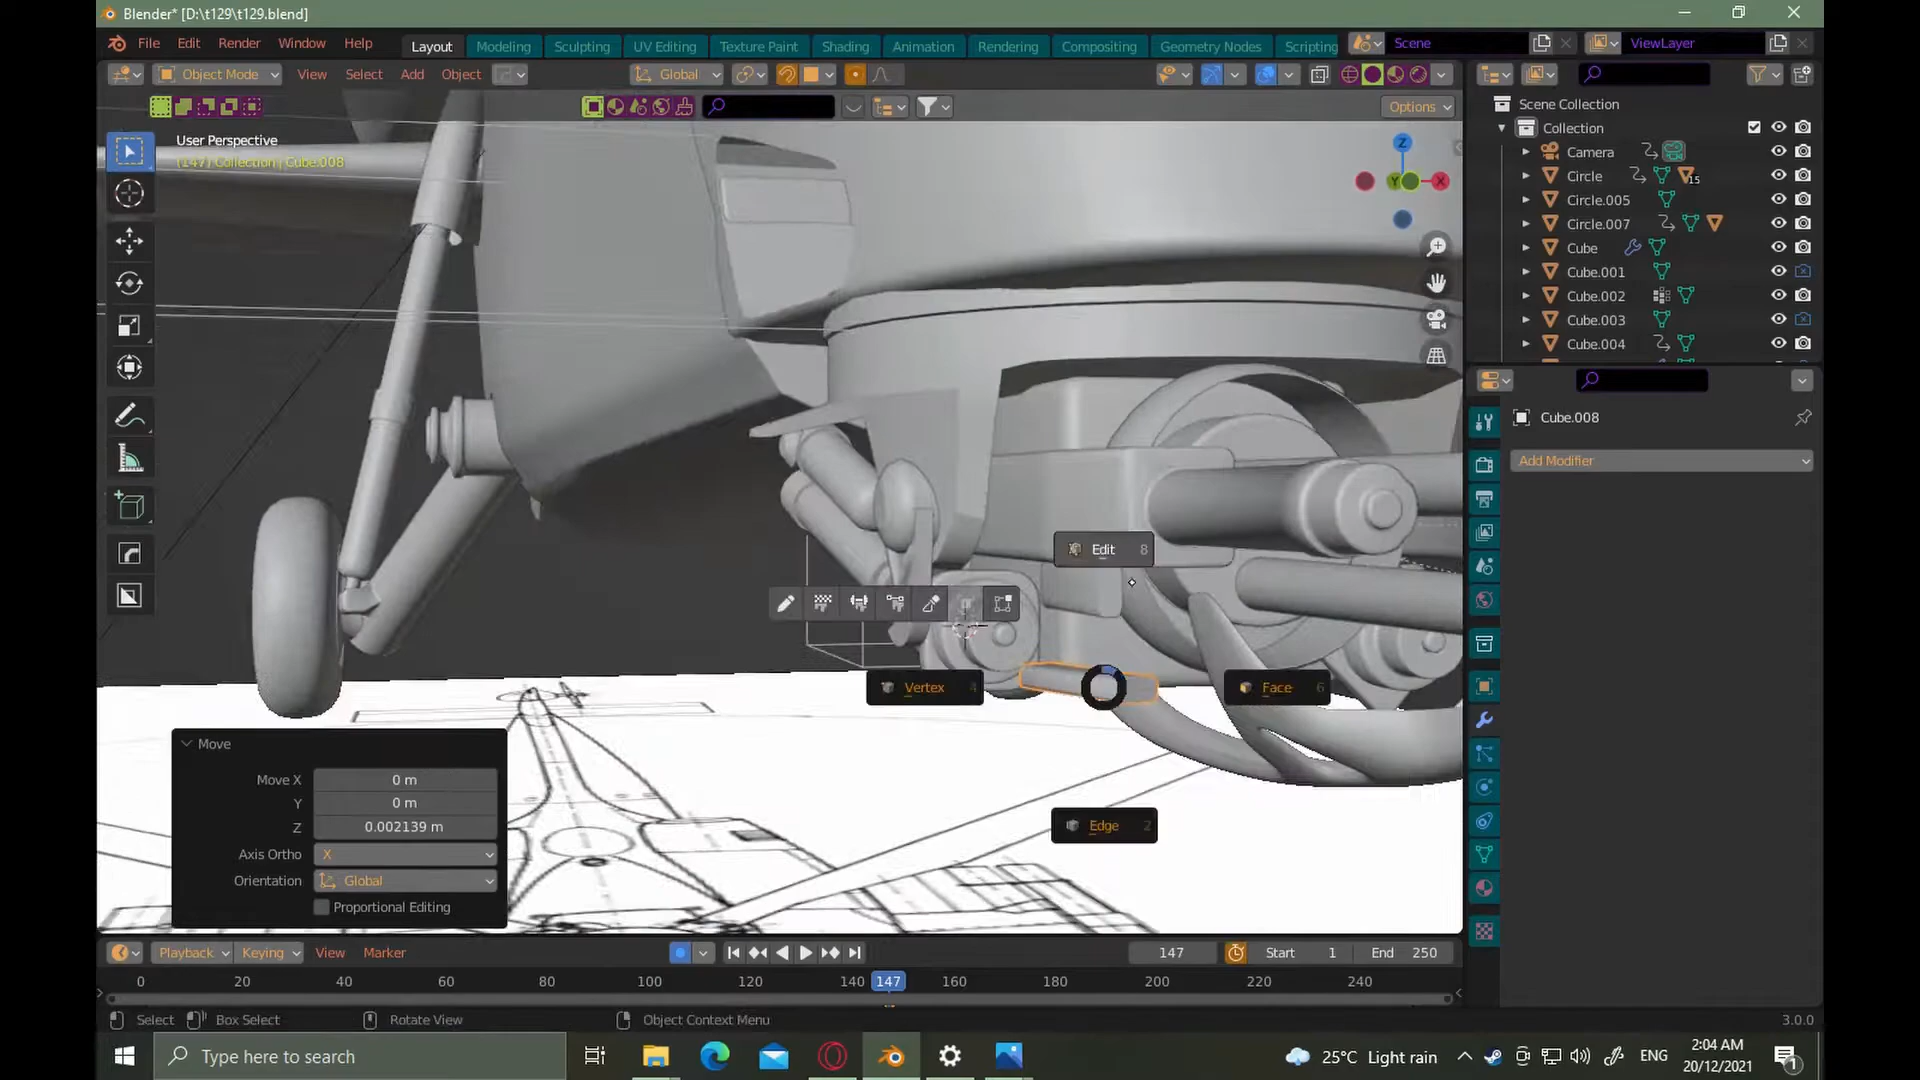 Blender* [D:\t129\t129.blend]
File Edit Render Window Help Layout Modeling Sculpting UV Editing Texture Paint Shading Animation Rendering Compositing Geometry Nodes Scripting Scene ViewLayer
Object Mode View Select Add Object Global
Options
User Perspective
(147) Collection | Cube.008
Z
Y
X
Scene Collection
Collection
Camera
Circle 15
Circle.005
Circle.007
Cube
Cube.001
Cube.002
Cube.003
Cube.004
Cube.008
Add Modifier
Edit 8
Vertex 4
Face 6
Edge 2
Move
Move X 0 m
Y 0 m
Z 0.002139 m
Axis Ortho X
Orientation Global
Proportional Editing
Playback Keying View Marker 147 Start 1 End 250
0 20 40 60 80 100 120 140 147 160 180 200 220 240
Select Box Select Rotate View Object Context Menu 3.0.0
Type here to search 25°C Light rain ENG 2:04 AM
20/12/2021
1